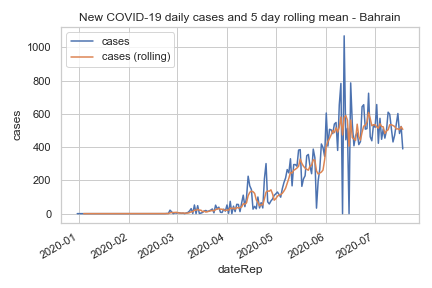 New COVID-19 daily cases and 5 day rolling mean - Bahrain
cases
cases (rolling)
1000
800
600
400
200
0
cases
2020-01
2020-02
2020-03
2020-04
2020-05
2020-06
2020-07
dateRep